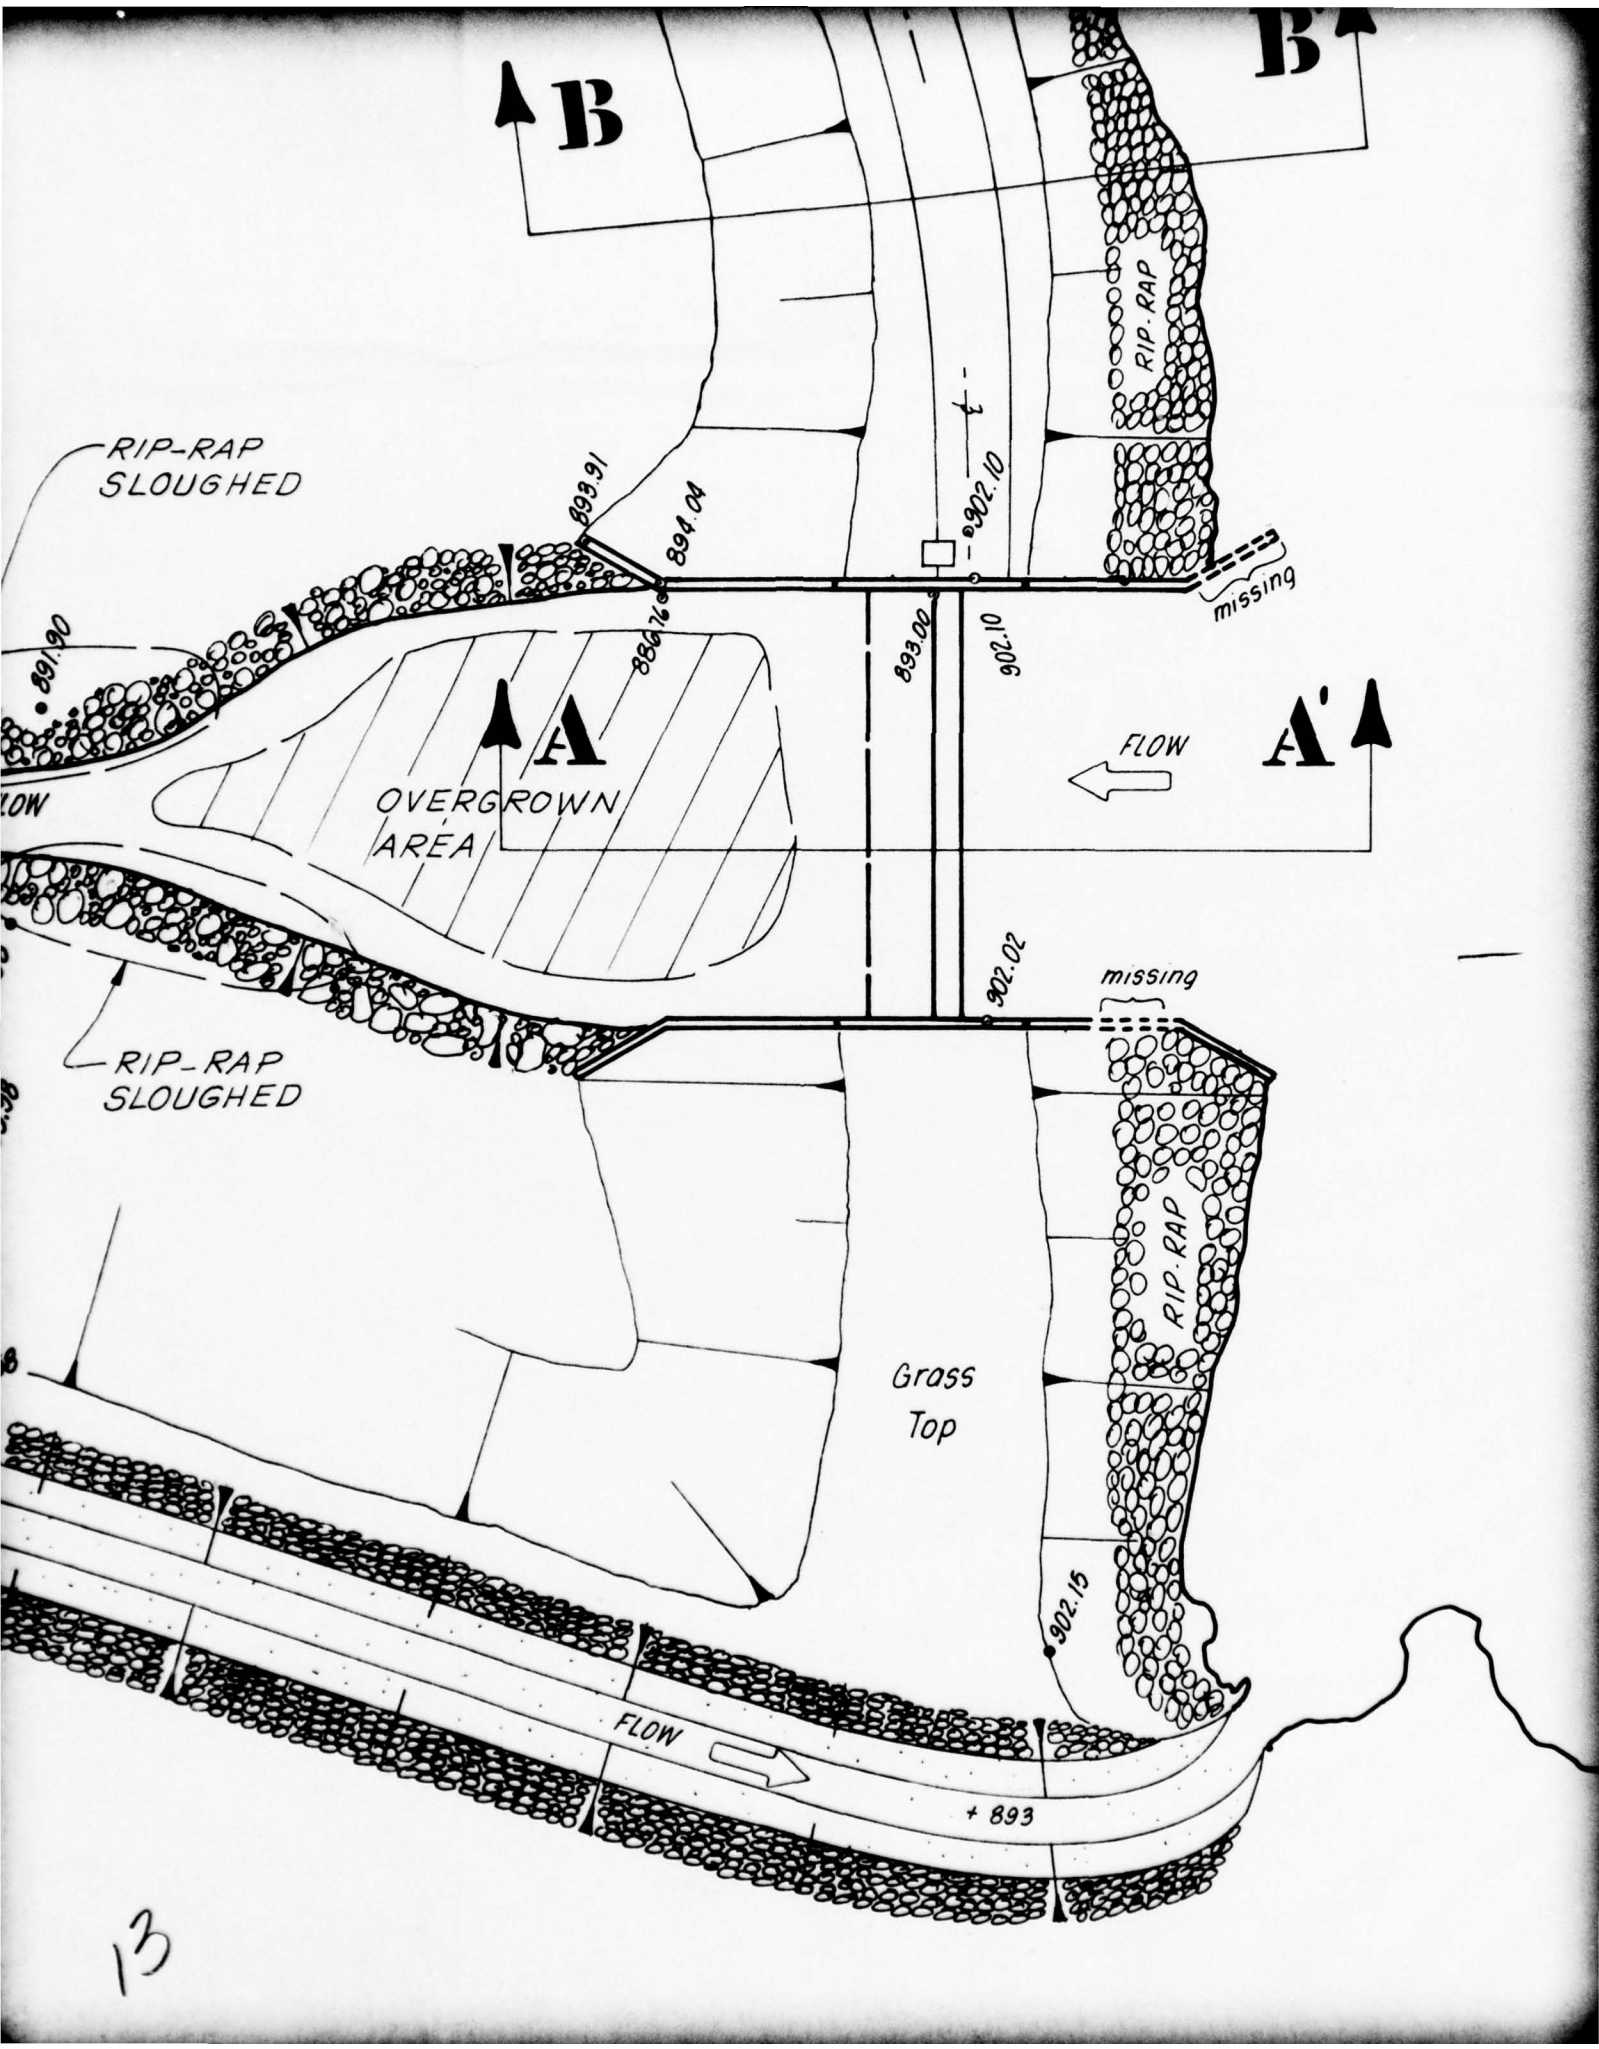 B
B'
RIP-RAP
902.10
RIP-RAP
SLOUGHED
893.91
894.04
missing
891.90
886.76
893.00
902.10
A
FLOW
A'
OVERGROWN
AREA
902.02
missing
RIP-RAP
SLOUGHED
RIP-RAP
Grass
Top
902.15
FLOW
+ 893
13